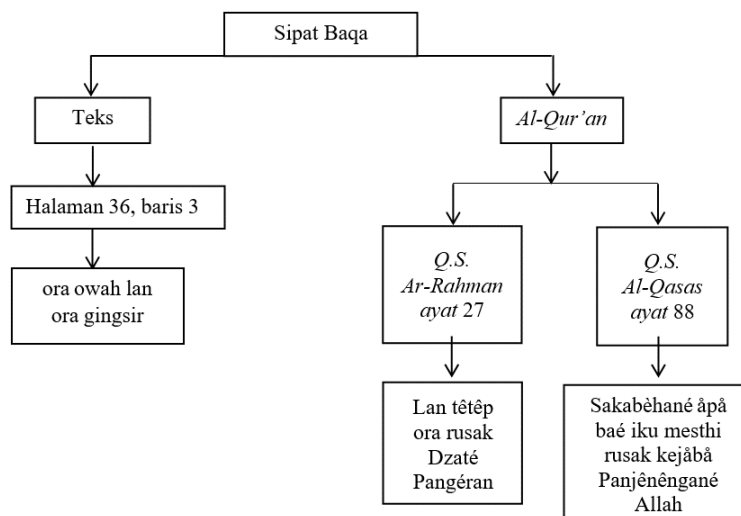 Sipat Baqa
Teks
Al-Qur’an
Halaman 36, baris 3
ora owah lan
ora gingsir
Q.S.
Ar-Rahman
ayat 27
Q.S.
Al-Qasas
ayat 88
Lan têtêp
ora rusak
Dzaté
Pangéran
Sakabèhané åpå
baé iku mesthi
rusak kejåbå
Panjênêngané
Allah